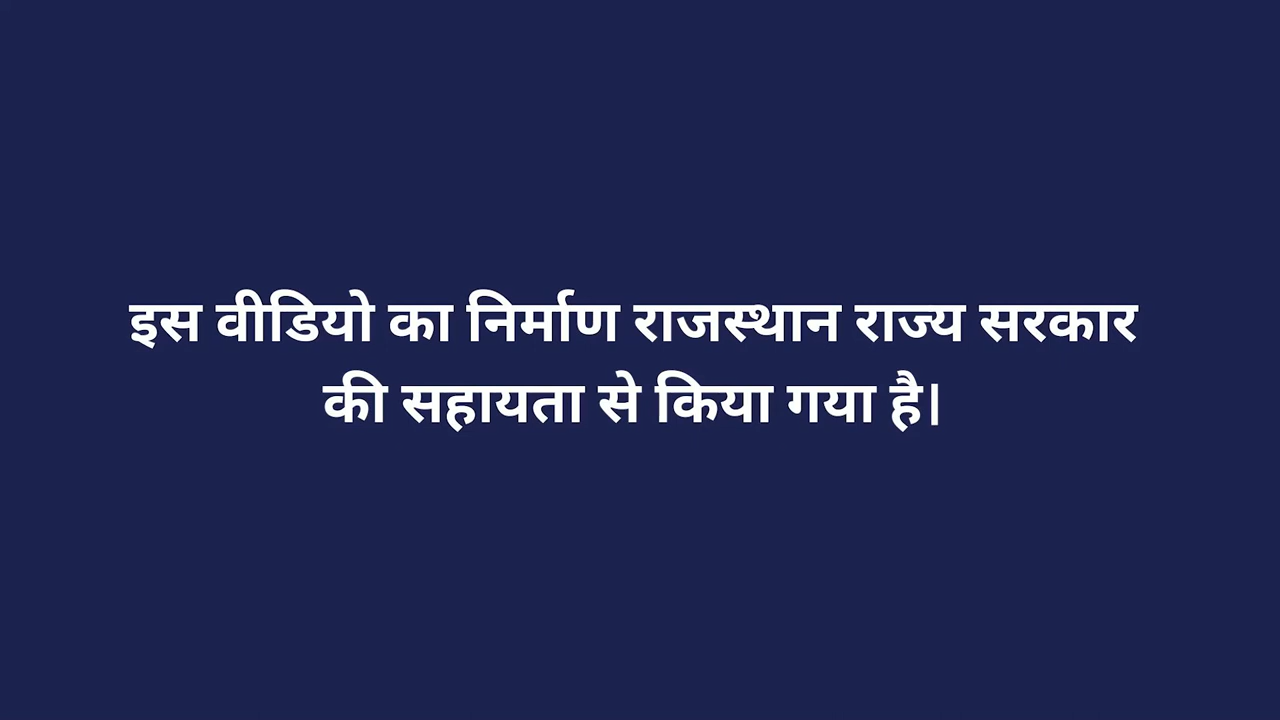 इस वीडियो का निर्माण राजस्थान राज्य सरकार
की सहायता से किया गया है।